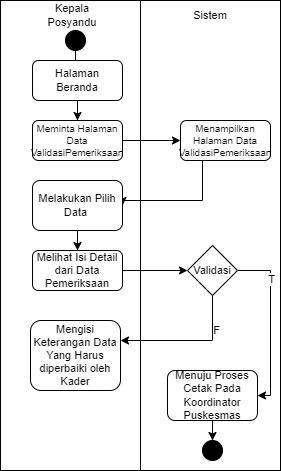 Kepala
Posyandu
Sistem
Halaman
Beranda
Meminta Halaman
Data
ValidasiPemeriksaan
Menampilkan
Halaman Data
ValidasiPemeriksaan
Melakukan Pilih
Data
Melihat Isi Detail
dari Data
Pemeriksaan
Validasi
T
F
Mengisi
Keterangan Data
Yang Harus
diperbaiki oleh
Kader
Menuju Proses
Cetak Pada
Koordinator
Puskesmas